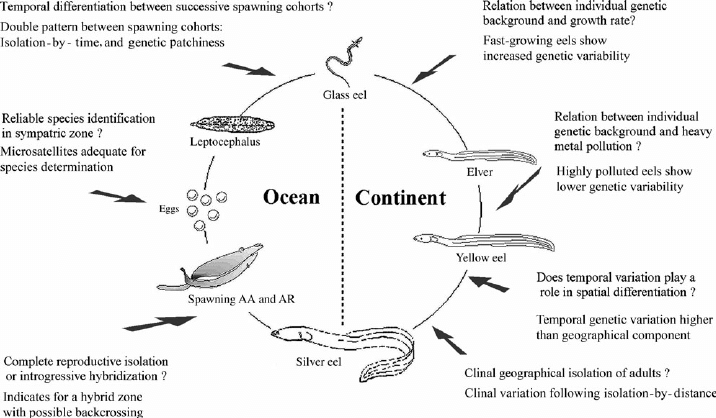 Temporal differentiation between successive spawning cohorts ?
Double pattern between spawning cohorts:
Isolation-by- time, and genetic patchiness
Relation between individual genetic
background and growth rate?
Fast-growing eels show
increased genetic variability
Glass eel
Reliable species identification
in sympatric zone ?
Microsatellites adequate for
species determination
Leptocephalus
Relation between individual
genetic background and heavy
metal pollution ?
Highly polluted eels show
lower genetic variability
Elver
Eggs
Ocean
Continent
Yellow eel
Spawning AA and AR
Does temporal variation play a
role in spatial differentiation ?
Temporal genetic variation higher
than geographical component
Silver eel
Complete reproductive isolation
or introgressive hybridization ?
Indicates for a hybrid zone
with possible backcrossing
Clinal geographical isolation of adults ?
Clinal variation following isolation-by-distance